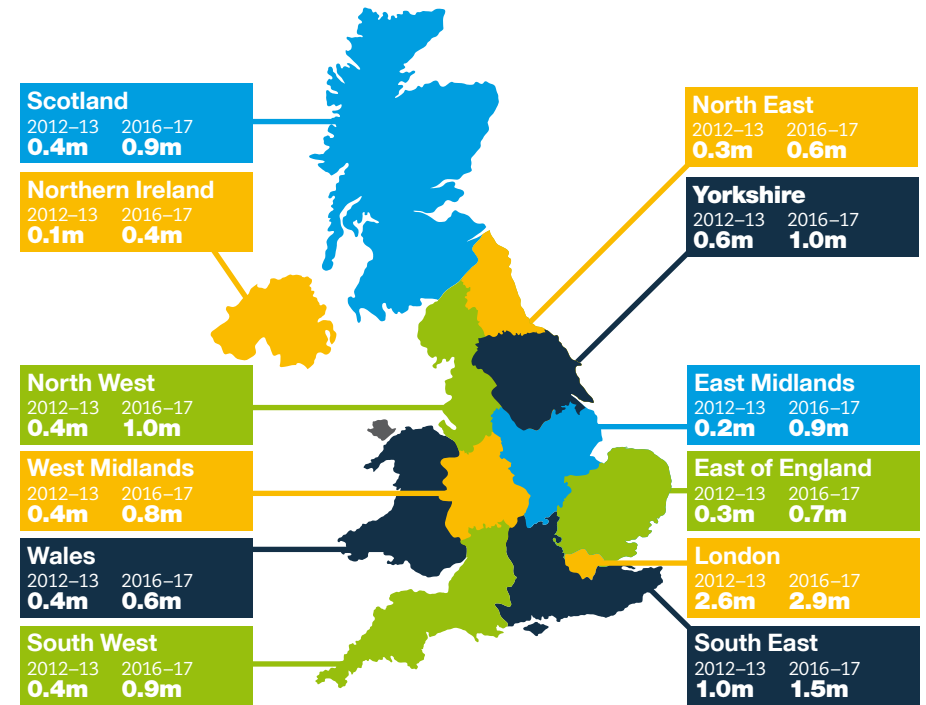 Scotland
2012–13 2016–17
0.4m 0.9m
Northern Ireland
2012–13 2016–17
0.1m 0.4m
North West
2012–13 2016–17
0.4m 1.0m
West Midlands
2012–13 2016–17
0.4m 0.8m
Wales
2012–13 2016–17
0.4m 0.6m
South West
2012–13 2016–17
0.4m 0.9m
North East
2012–13 2016–17
0.3m 0.6m
Yorkshire
2012–13 2016–17
0.6m 1.0m
East Midlands
2012–13 2016–17
0.2m 0.9m
East of England
2012–13 2016–17
0.3m 0.7m
London
2012–13 2016–17
2.6m 2.9m
South East
2012–13 2016–17
1.0m 1.5m